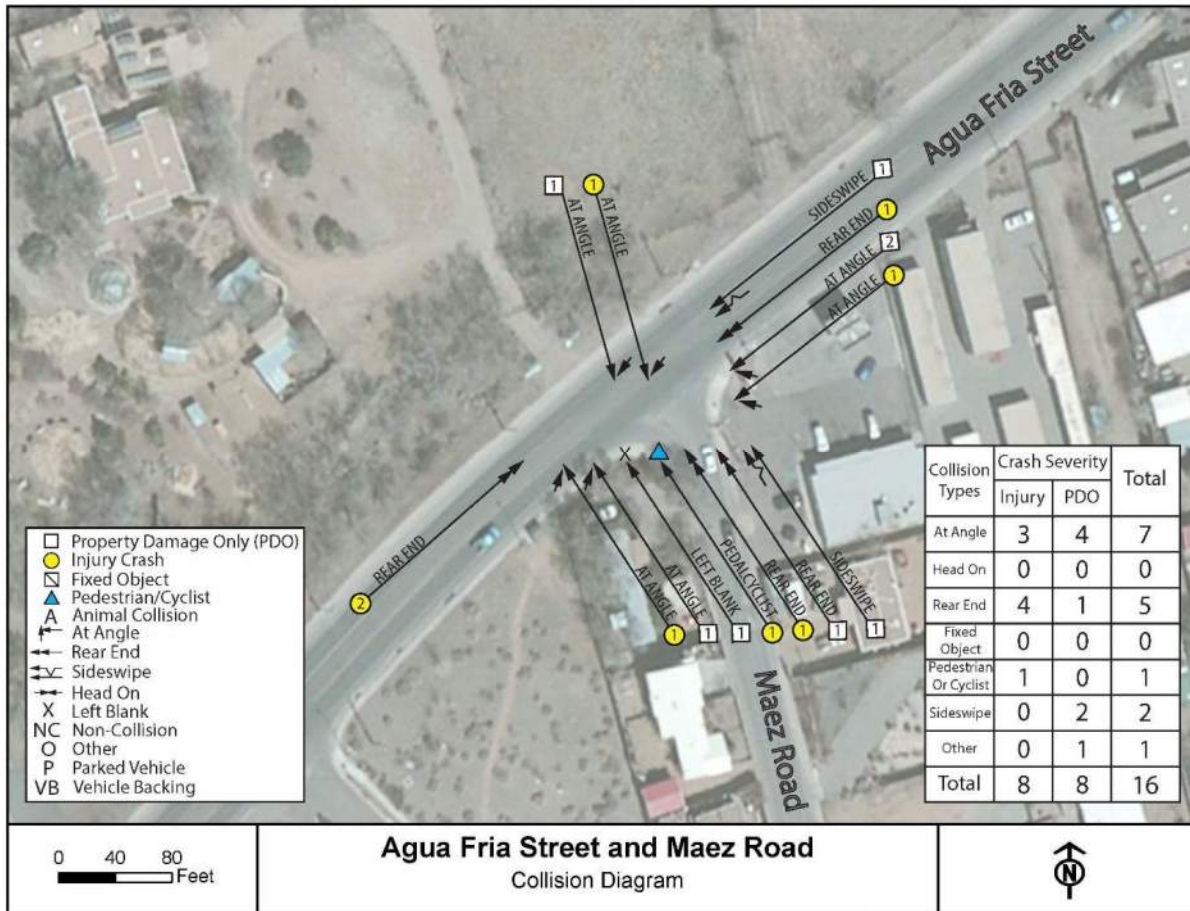 Agua Fria Street
1
SIDESWIPE
1
REAR END
2
AT ANGLE
1
AT ANGLE
1
AT ANGLE
1
AT ANGLE
2
REAR END
X
AT ANGLE
1
AT ANGLE
1
LEFT BLANK
1
PEDALCYCLIST
1
REAR END
1
REAR END
1
SIDESWIPE
1
Maez Road
Property Damage Only (PDO)
Injury Crash
Fixed Object
Pedestrian/Cyclist
A Animal Collision
At Angle
Rear End
Sideswipe
Head On
X Left Blank
NC Non-Collision
O Other
P Parked Vehicle
VB Vehicle Backing
Collision Types Crash Severity Total
Injury PDO
At Angle 3 4 7
Head On 0 0 0
Rear End 4 1 5
Fixed Object 0 0 0
Pedestrian Or Cyclist 1 0 1
Sideswipe 0 2 2
Other 0 1 1
Total 8 8 16
0 40 80
Feet
Agua Fria Street and Maez Road
Collision Diagram
N